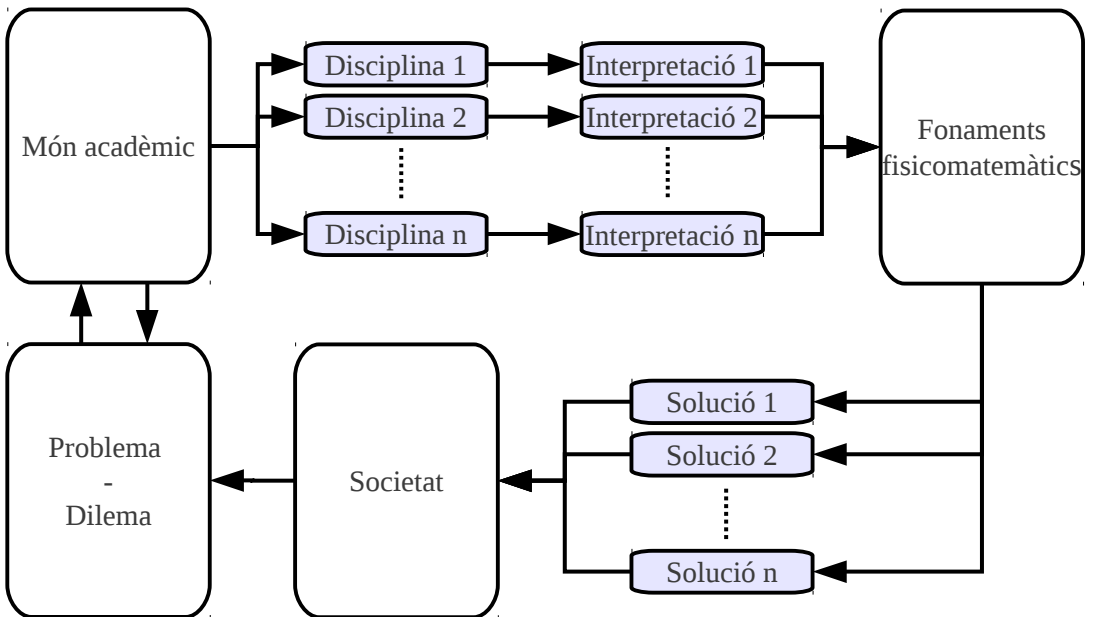 Món acadèmic
Disciplina 1
Interpretació 1
Disciplina 2
Interpretació 2
Disciplina n
Interpretació n
Fonaments
fisicomatemàtics
Problema
-
Dilema
Societat
Solució 1
Solució 2
Solució n